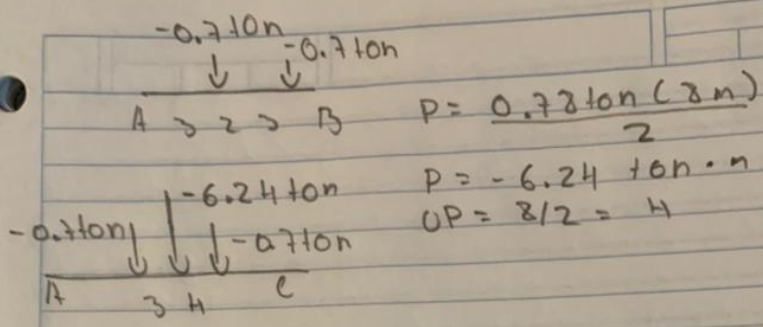 -0.7 ton
-0.7 ton
A 3 2 3 B
P = 0.78 ton (8 m)
2
-6.24 ton
P = -6.24 ton • m
-0.7 ton
-0.7 ton
UP = 8/2 = 4
A 3 4 C